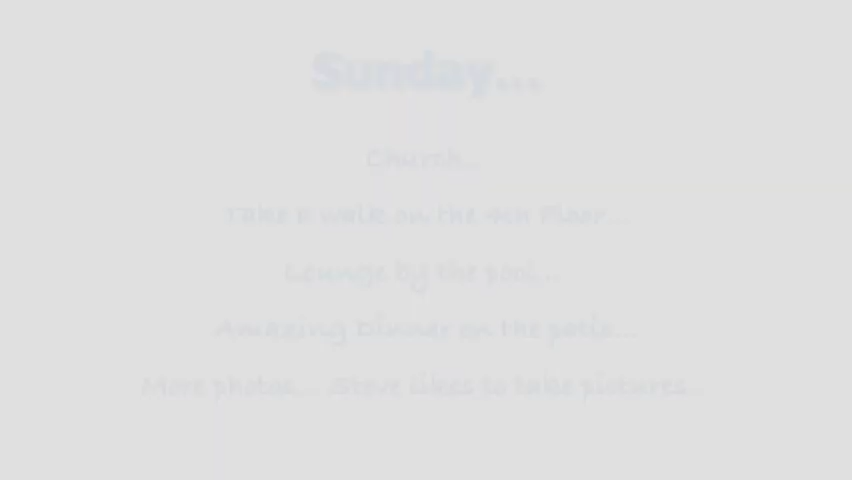 Sunday...
Church...
Take a walk on the 4th Floor...
Lounge by the pool...
Amazing Dinner on the patio...
More photos... Steve likes to take pictures...